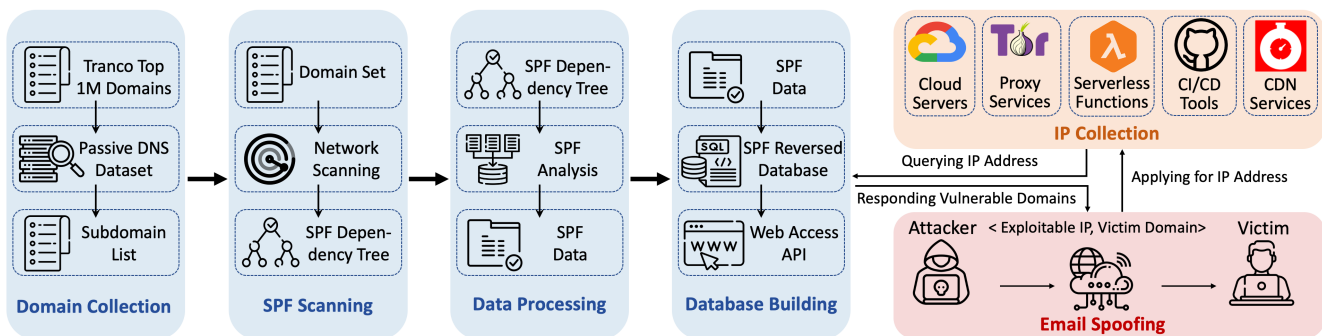 Tranco Top
1M Domains
Passive DNS
Dataset
Subdomain
List
Domain Collection
Domain Set
Network
Scanning
SPF Depen-
dency Tree
SPF Scanning
SPF Depen-
dency Tree
SPF
Analysis
SPF
Data
Data Processing
SPF
Data
SQL
</>
SPF Reversed
Database
WWW
Web Access
API
Database Building
Tor
λ
Cloud
Servers
Proxy
Services
Serverless
Functions
CI/CD
Tools
CDN
Services
IP Collection
Querying IP Address
Applying for IP Address
Responding Vulnerable Domains
Attacker
< Exploitable IP, Victim Domain>
Victim
Email Spoofing